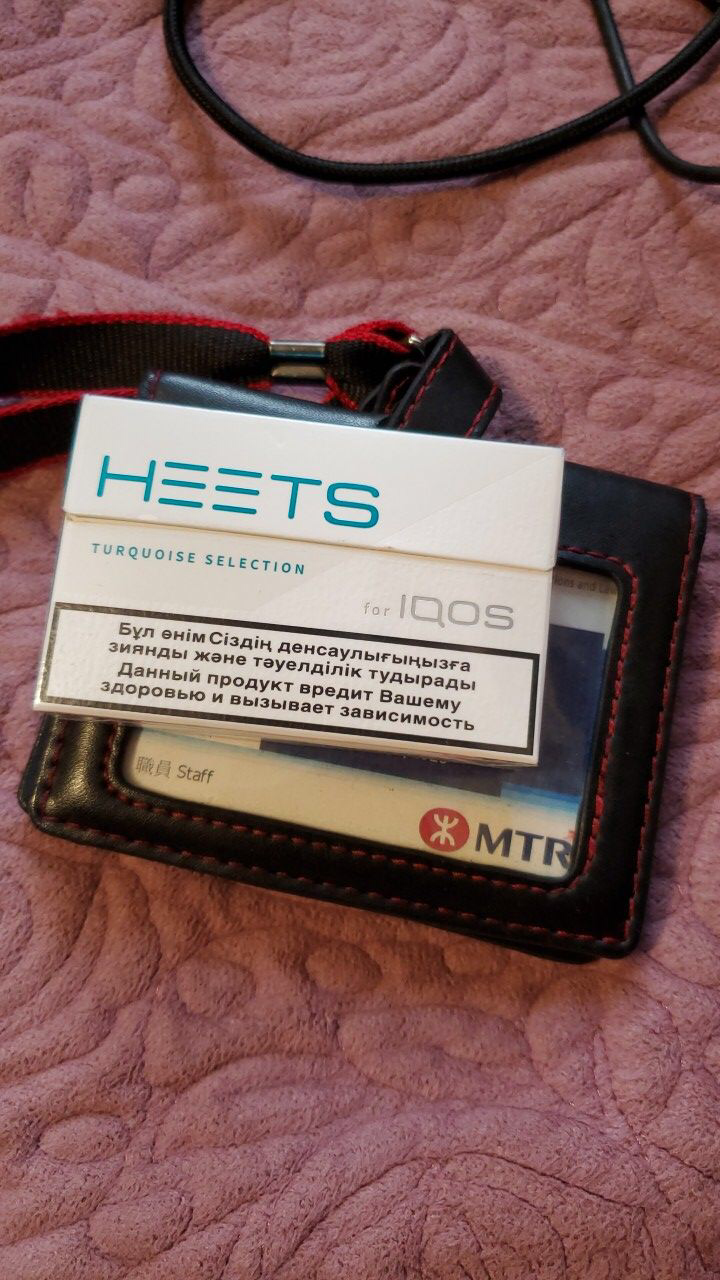 HEETS
TURQUOISE SELECTION
for IQOS
Бұл өнім Сіздің денсаулығыңызға
зиянды және тәуелділік тудырады
Данный продукт вредит Вашему
здоровью и вызывает зависимость
職員 Staff
MTR